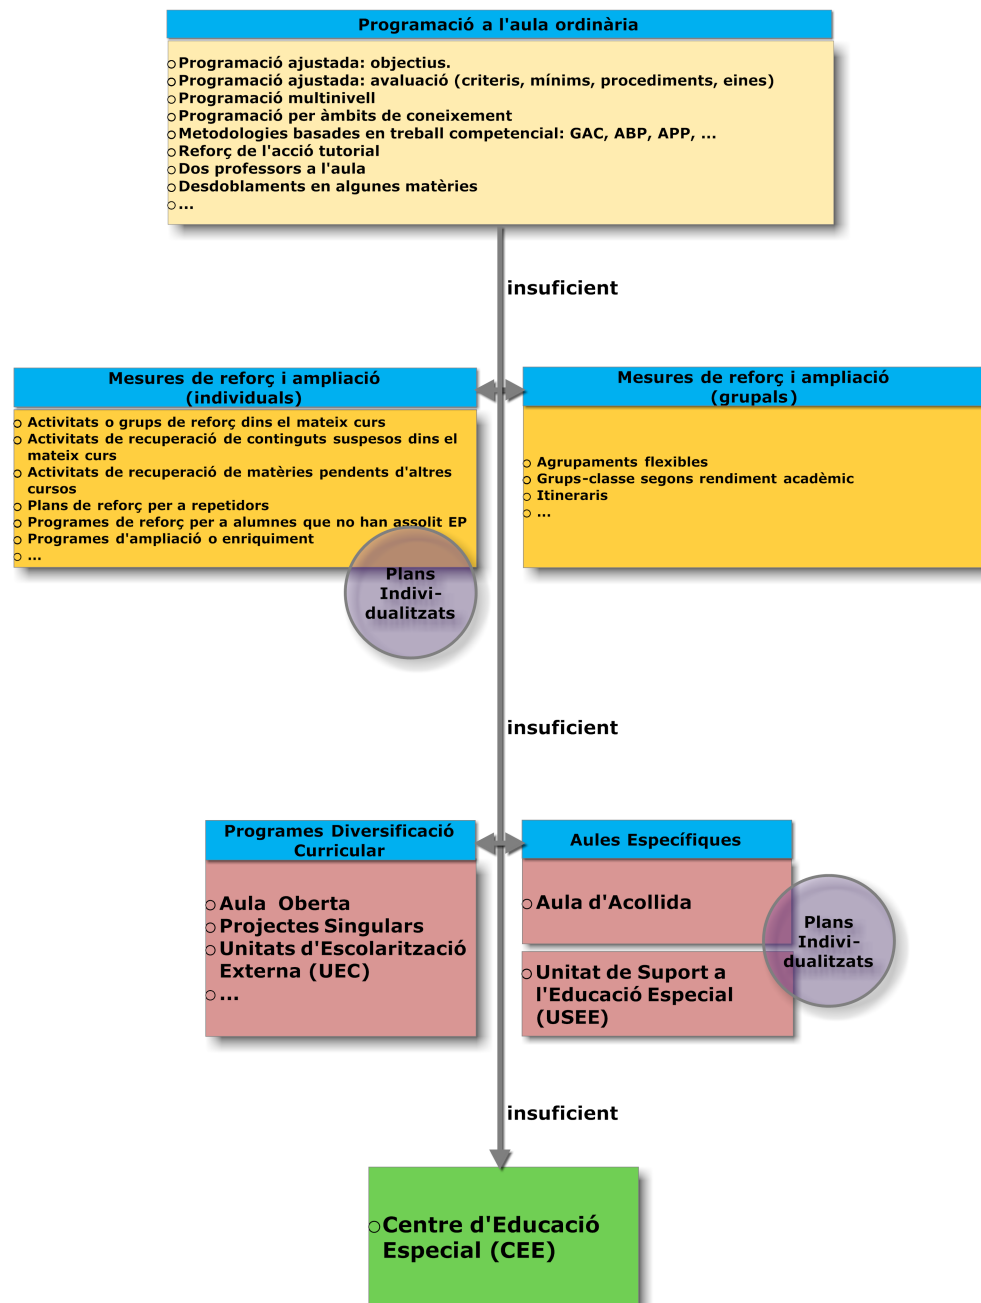 Programació a l'aula ordinària
Programació ajustada: objectius.
Programació ajustada: avaluació (criteris, mínims, procediments, eines)
Programació multinivell
Programació per àmbits de coneixement
Metodologies basades en treball competencial: GAC, ABP, APP, ...
Reforç de l'acció tutorial
Dos professors a l'aula
Desdoblaments en algunes matèries
...
insuficient
Mesures de reforç i ampliació
(individuals)
Activitats o grups de reforç dins el mateix curs
Activitats de recuperació de continguts suspesos dins el
mateix curs
Activitats de recuperació de matèries pendents d'altres
cursos
Plans de reforç per a repetidors
Programes de reforç per a alumnes que no han assolit EP
Programes d'ampliació o enriquiment
...
Plans
Indivi-
dualitzats
Mesures de reforç i ampliació
(grupals)
Agrupaments flexibles
Grups-classe segons rendiment acadèmic
Itineraris
...
insuficient
Programes Diversificació
Curricular
Aula  Oberta
Projectes Singulars
Unitats d'Escolarització
Externa (UEC)
...
Aules Específiques
Aula d'Acollida
Unitat de Suport a
l'Educació Especial
(USEE)
Plans
Indivi-
dualitzats
insuficient
Centre d'Educació
Especial (CEE)